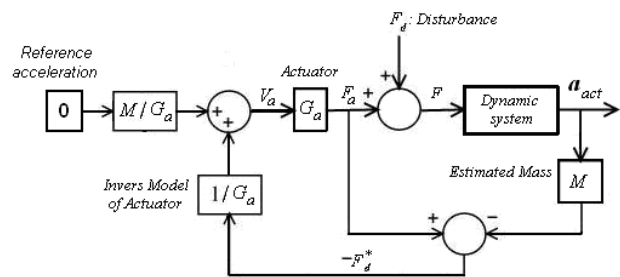 F_d: Disturbance
Reference
acceleration
Actuator
0
M/G_a
+
+
V_a
G_a
F_a
+
+
F
Dynamic
system
a_act
Invers Model
of Actuator
1/G_a
Estimated Mass
M
+
−
−F_d^*